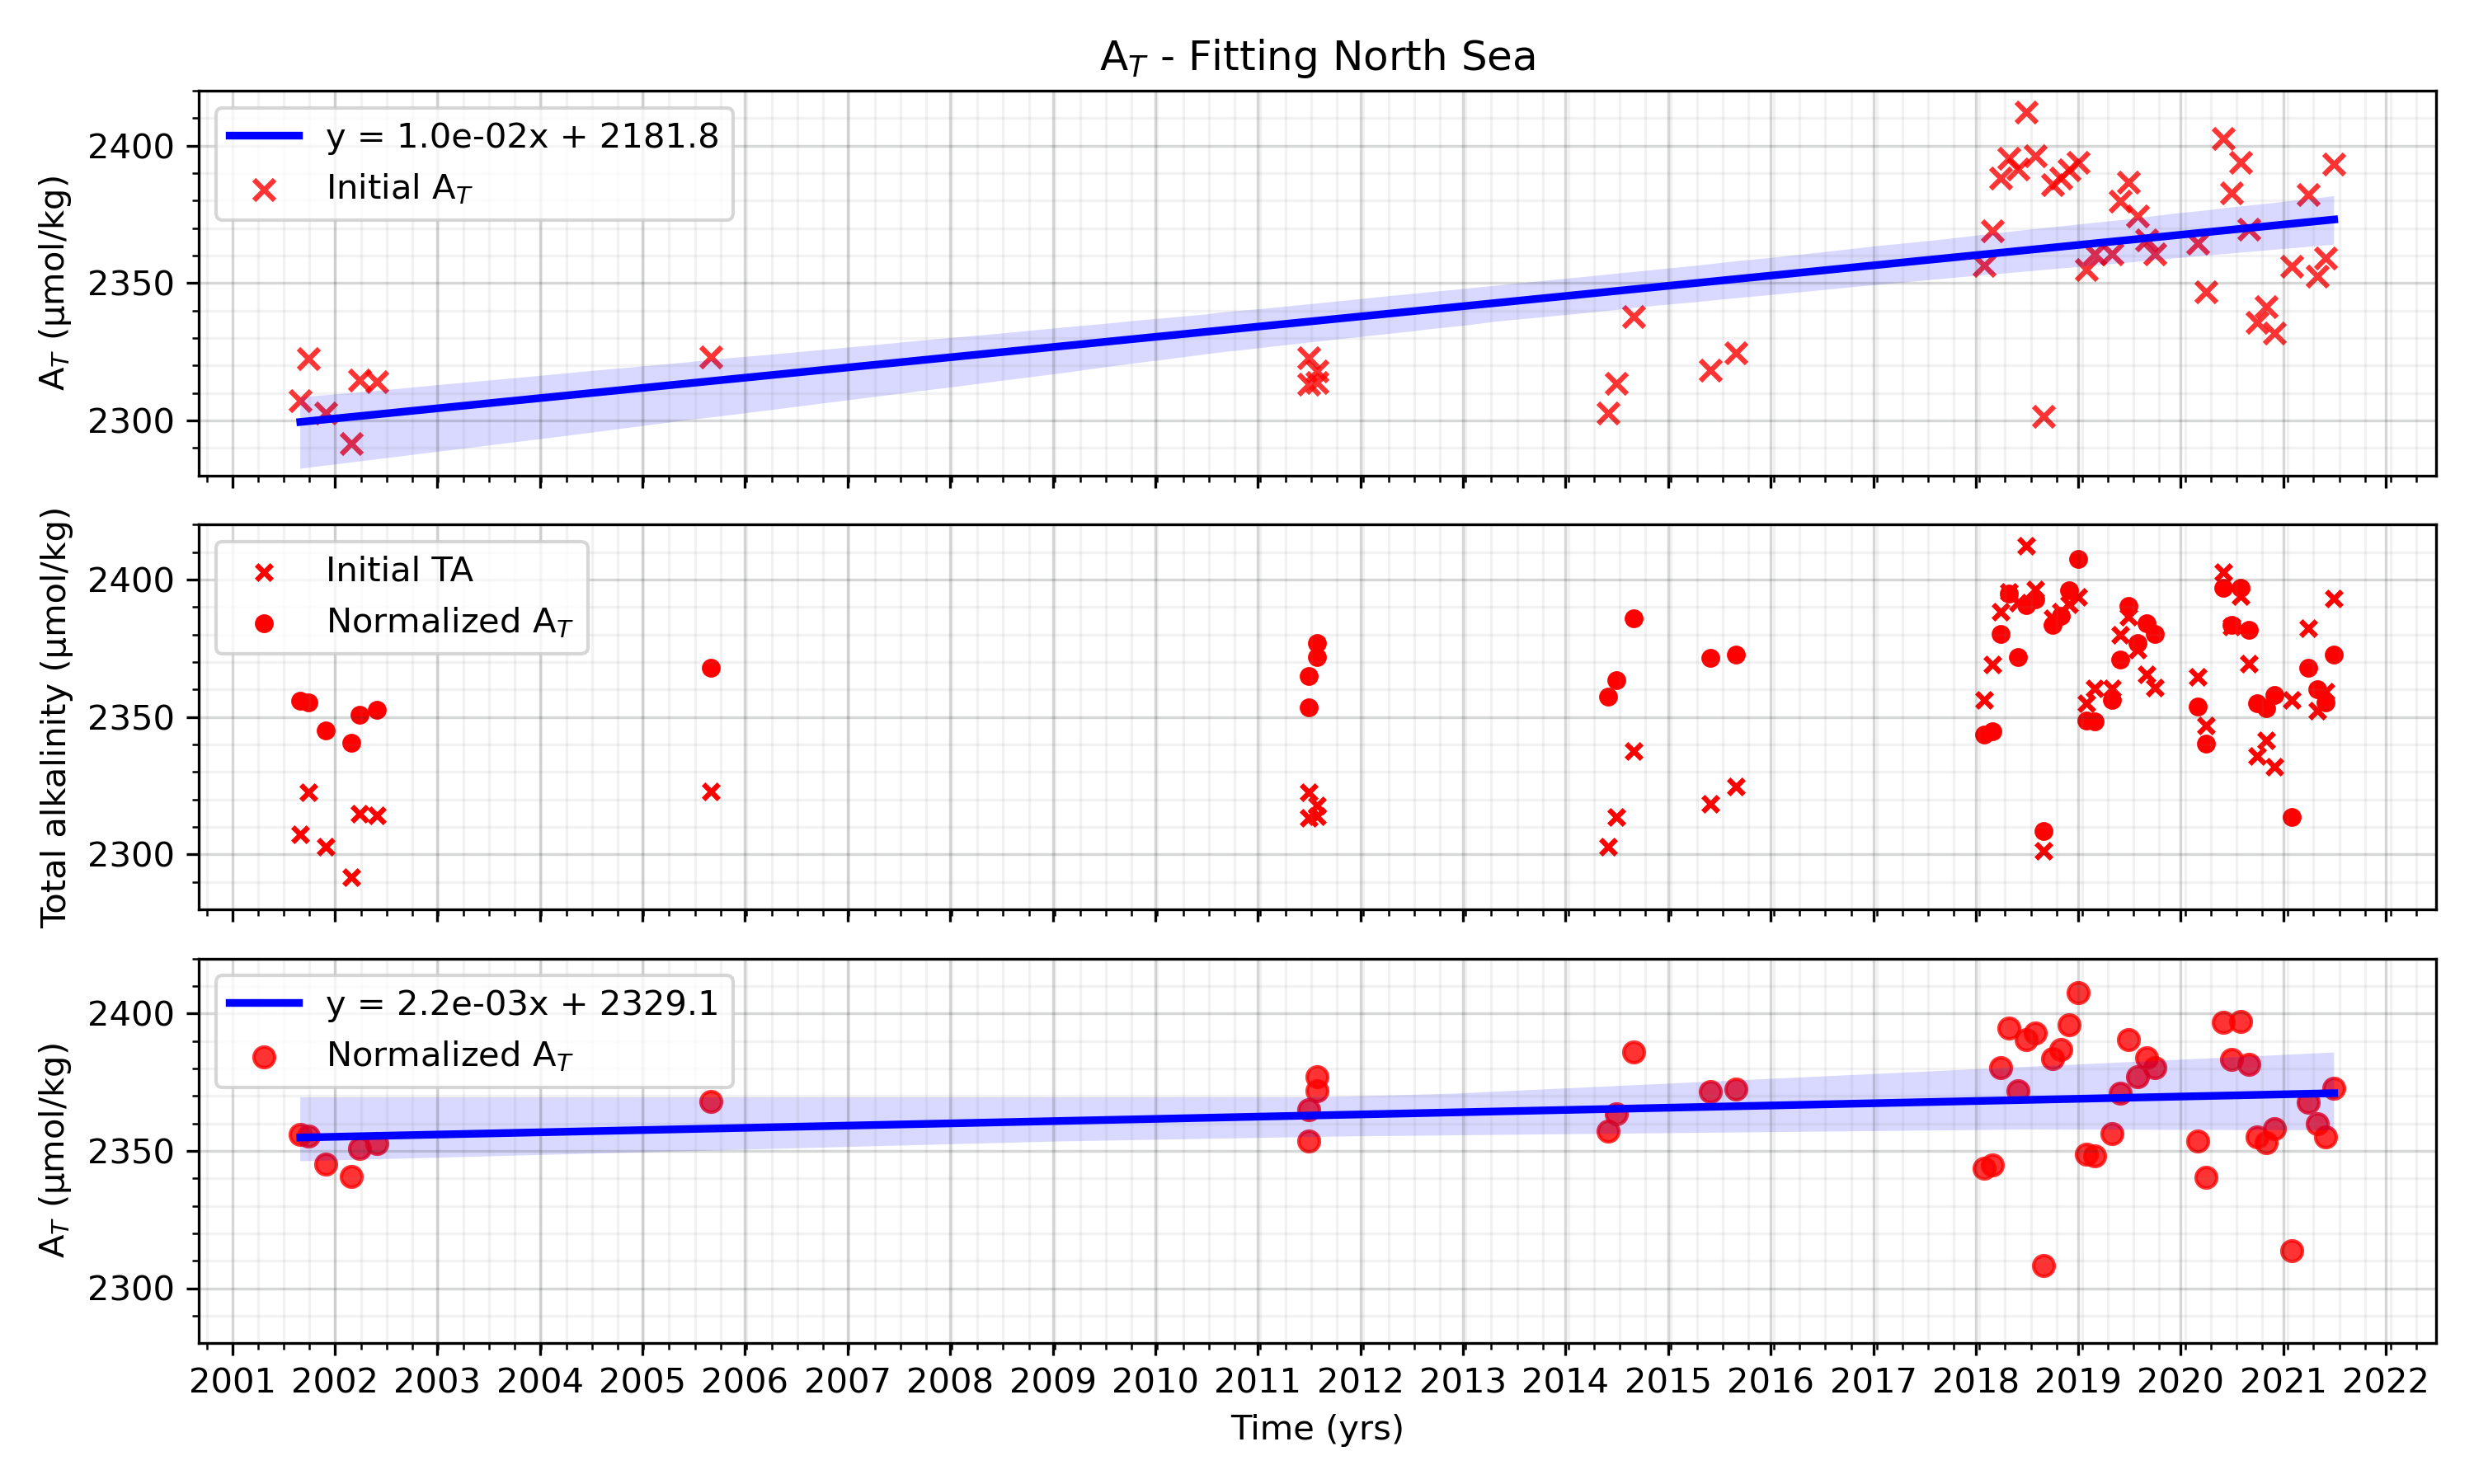 A_T - Fitting North Sea
y = 1.0e-02x + 2181.8
Initial A_T
A_T (μmol/kg)
2400
2350
2300
Initial TA
Normalized A_T
Total alkalinity (μmol/kg)
2400
2350
2300
y = 2.2e-03x + 2329.1
Normalized A_T
A_T (μmol/kg)
2400
2350
2300
2001 2002 2003 2004 2005 2006 2007 2008 2009 2010 2011 2012 2013 2014 2015 2016 2017 2018 2019 2020 2021 2022
Time (yrs)